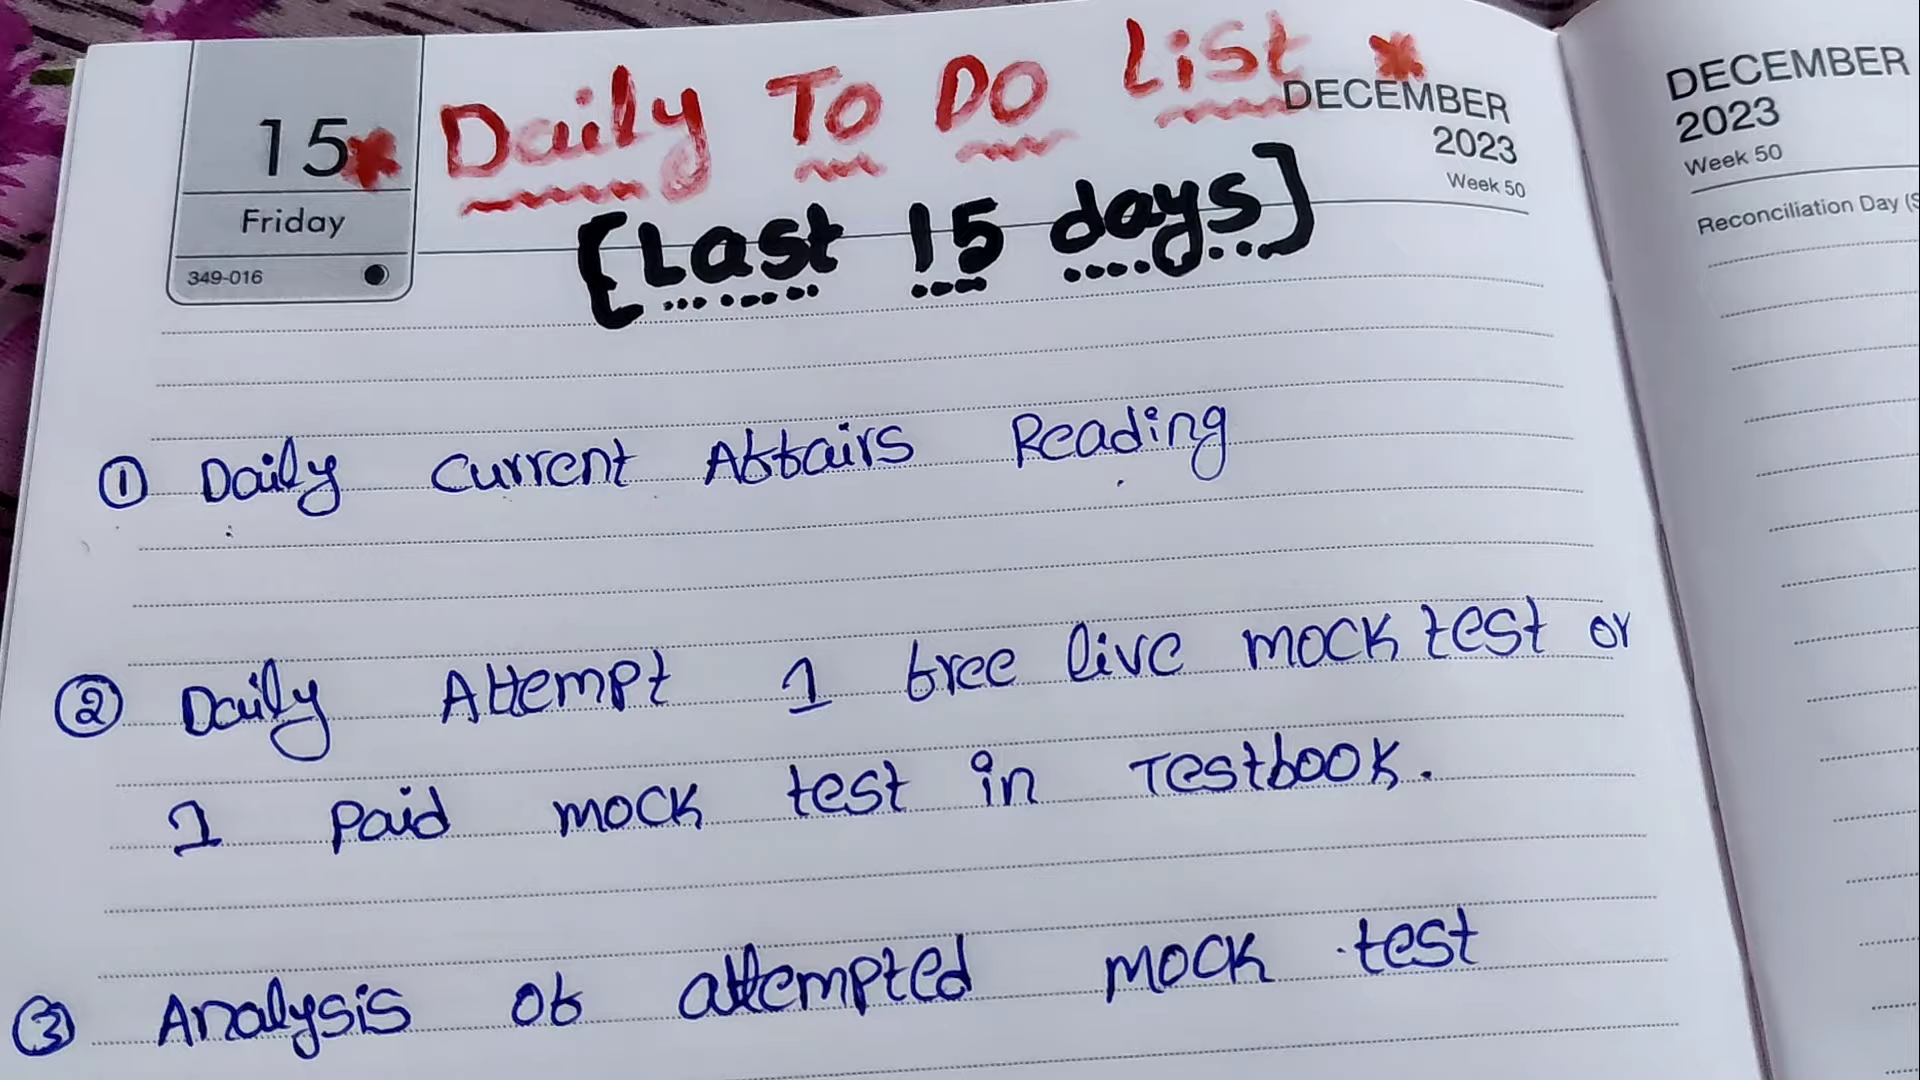 15 * Daily To Do List *
DECEMBER
2023
Week 50
Friday
[Last 15 days]
349-016
① Daily Current Affairs Reading
② Daily Attempt 1 free live mock test or
1 Paid mock test in Testbook.
③ Analysis of attempted mock test
DECEMBER
2023
Week 50
Reconciliation Day (S